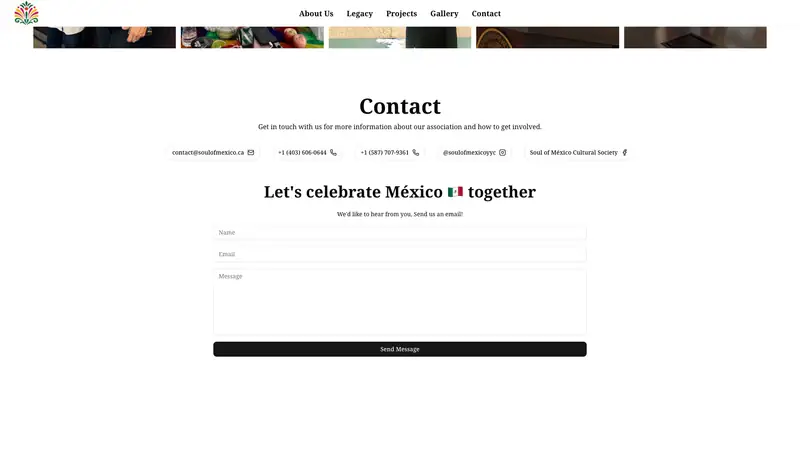 About Us Legacy Projects Gallery Contact
Contact
Get in touch with us for more information about our association and how to get involved.
contact@soulofmexico.ca +1 (403) 606-0644 +1 (587) 707-9361 @soulofmexicoyyc Soul of México Cultural Society
Let's celebrate México 🇲🇽 together
We'd like to hear from you, Send us an email!
Name
Email
Message
Send Message